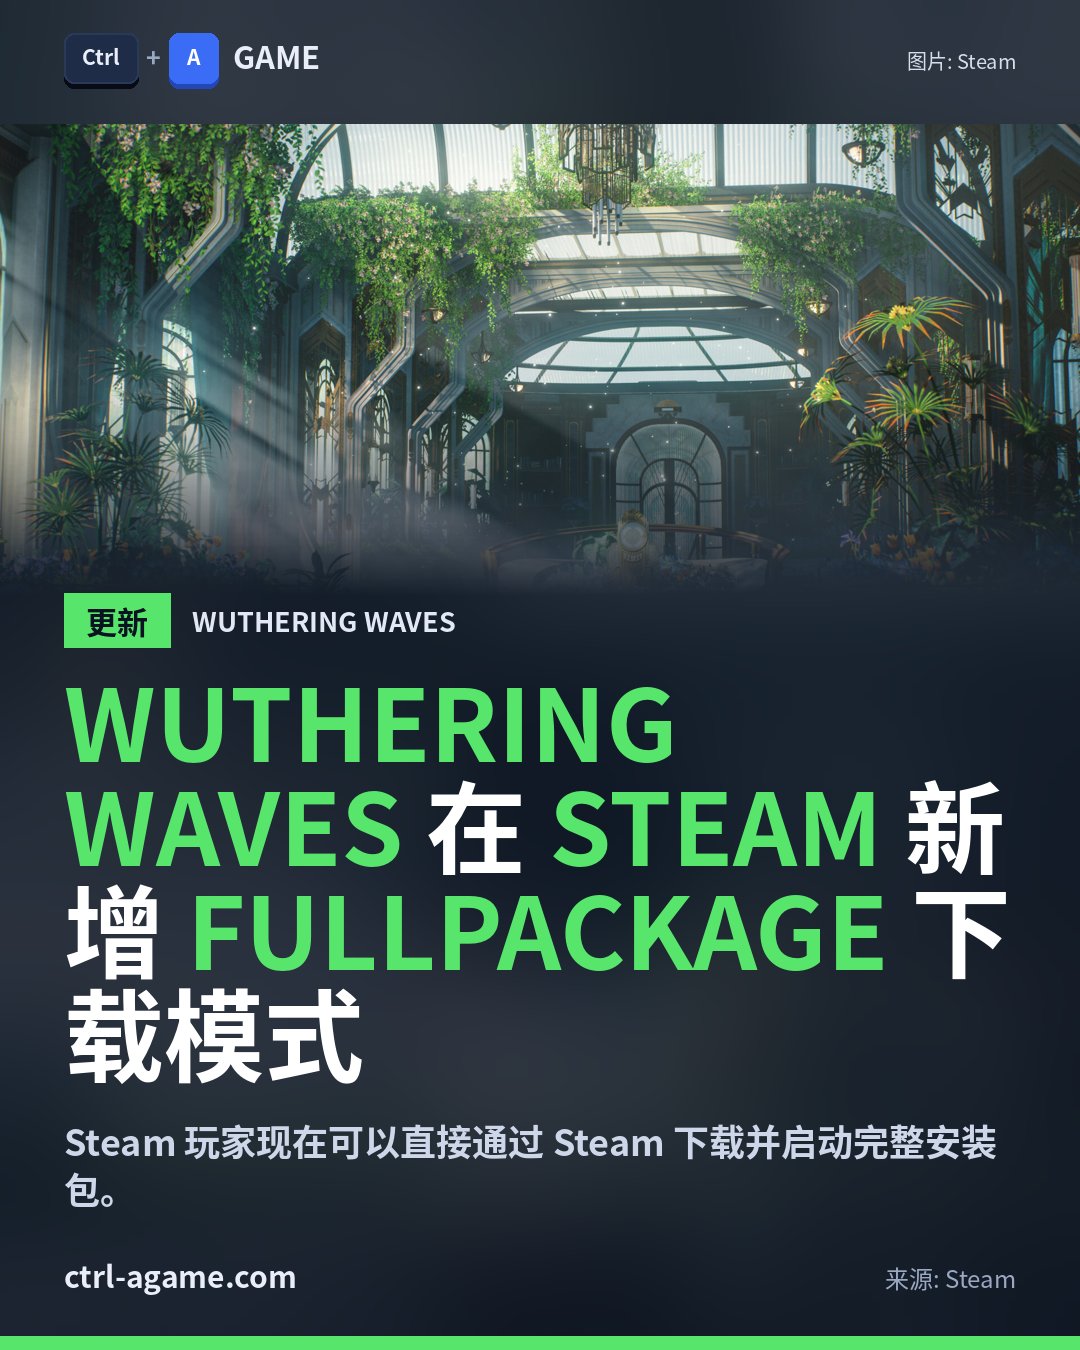 Ctrl + A GAME
图片: Steam
更新 WUTHERING WAVES
WUTHERING
WAVES 在 STEAM 新
增 FULLPACKAGE 下
载模式
Steam 玩家现在可以直接通过 Steam 下载并启动完整安装
包。
ctrl-agame.com
来源: Steam